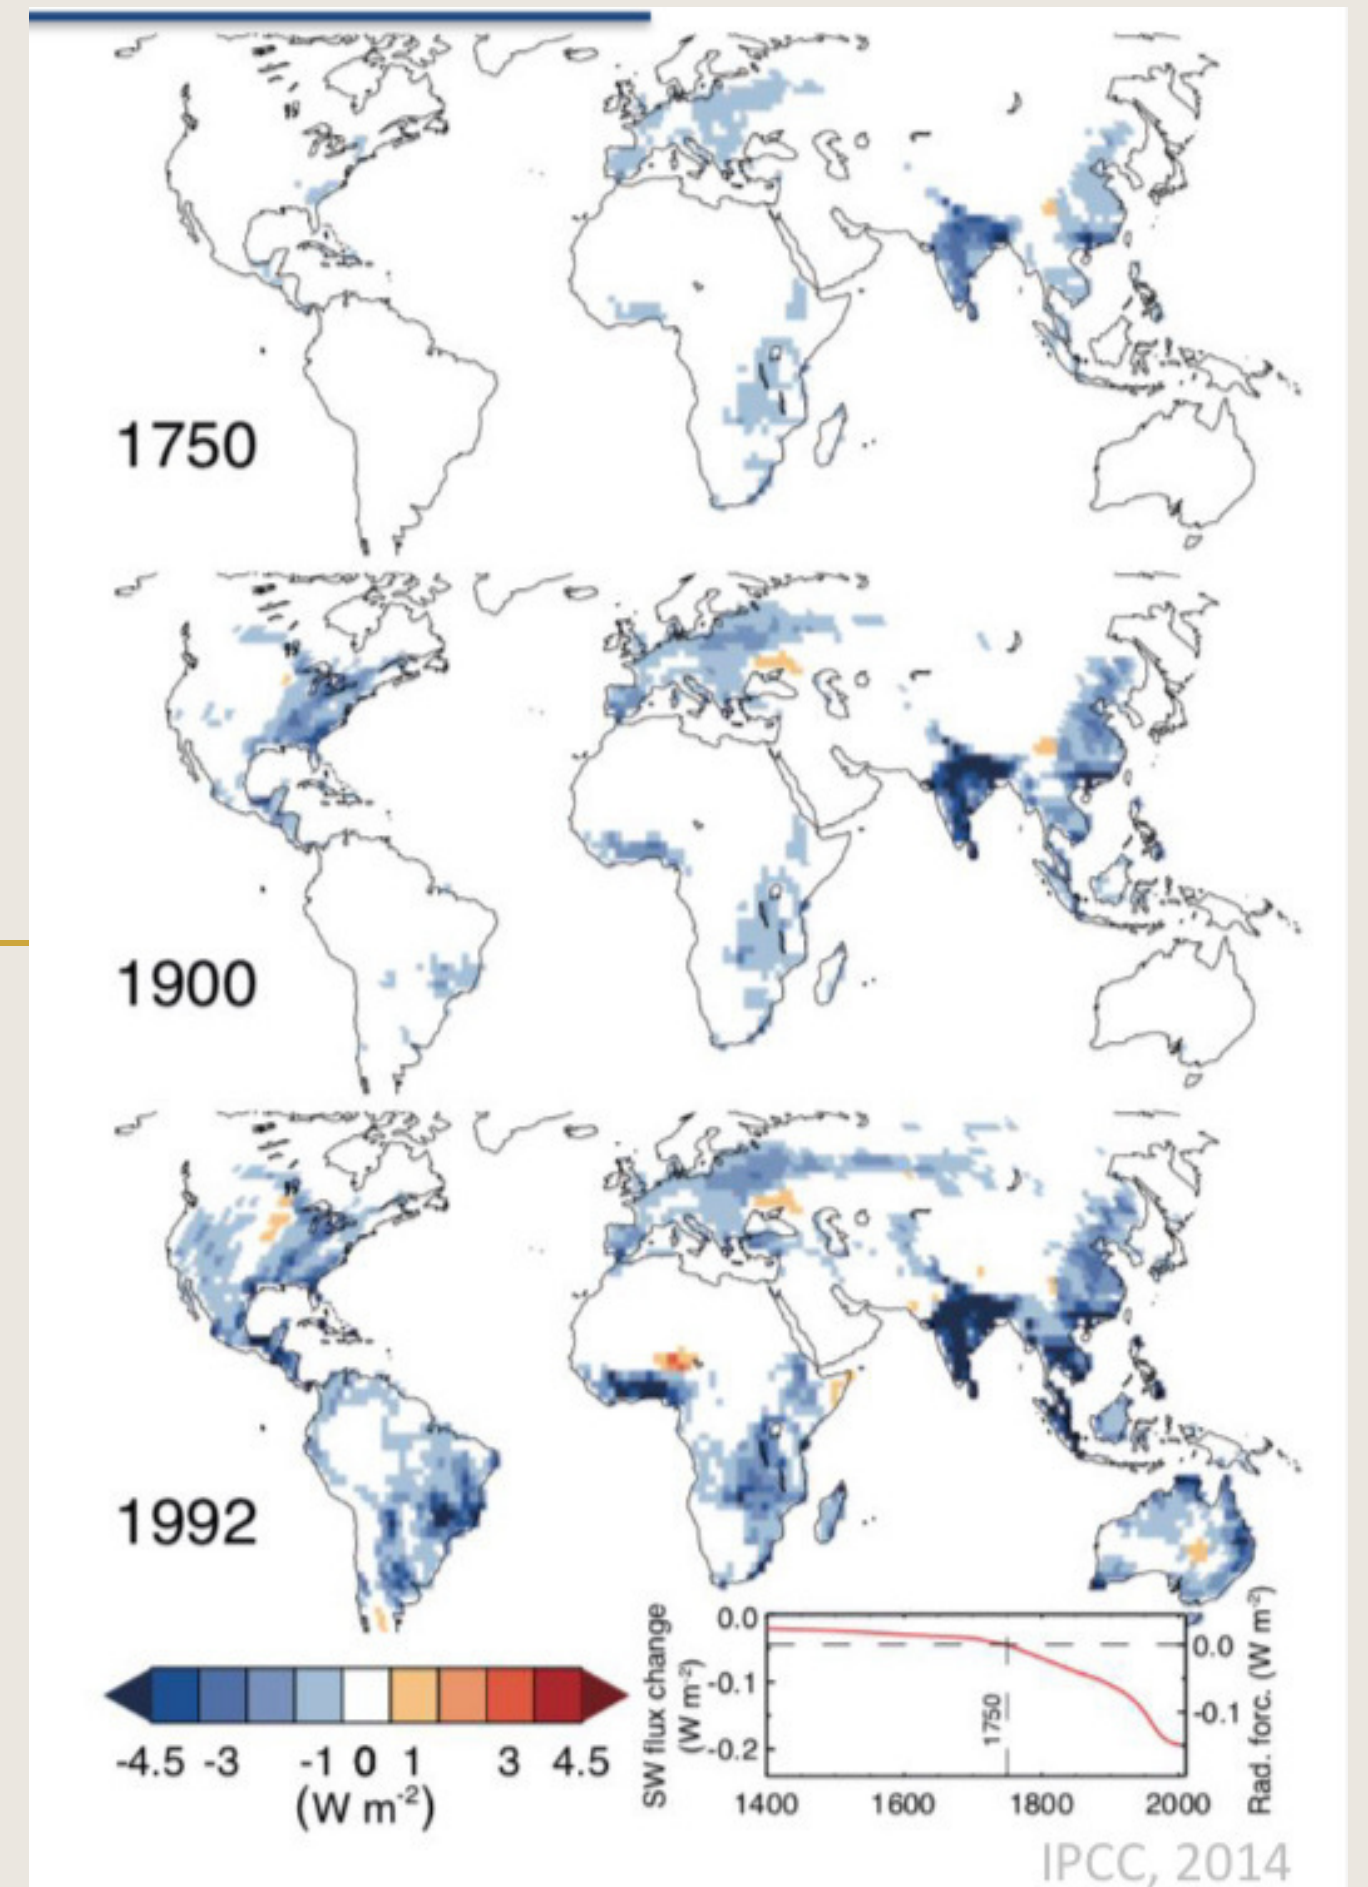 1750
1900
1992
-4.5 -3 -1 0 1 3 4.5
(W m-2)
SW flux change
(W m-2)
0.0
-0.1
-0.2
1750
0.0
-0.1
Rad. forc. (W m-2)
1400 1600 1800 2000
IPCC, 2014